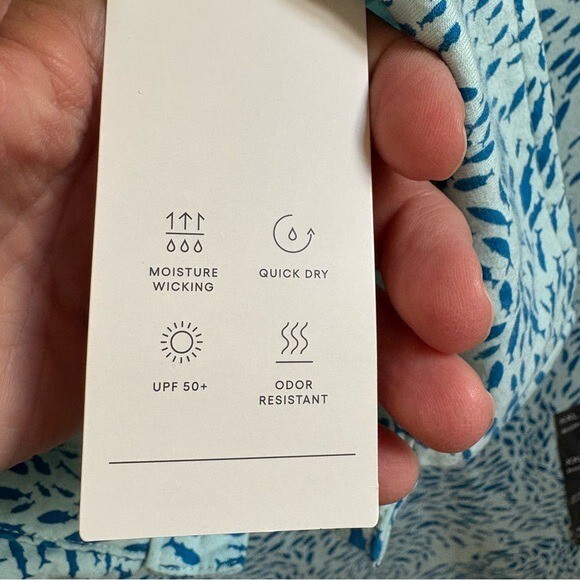 MOISTURE
WICKING
QUICK DRY
UPF 50+
ODOR
RESISTANT